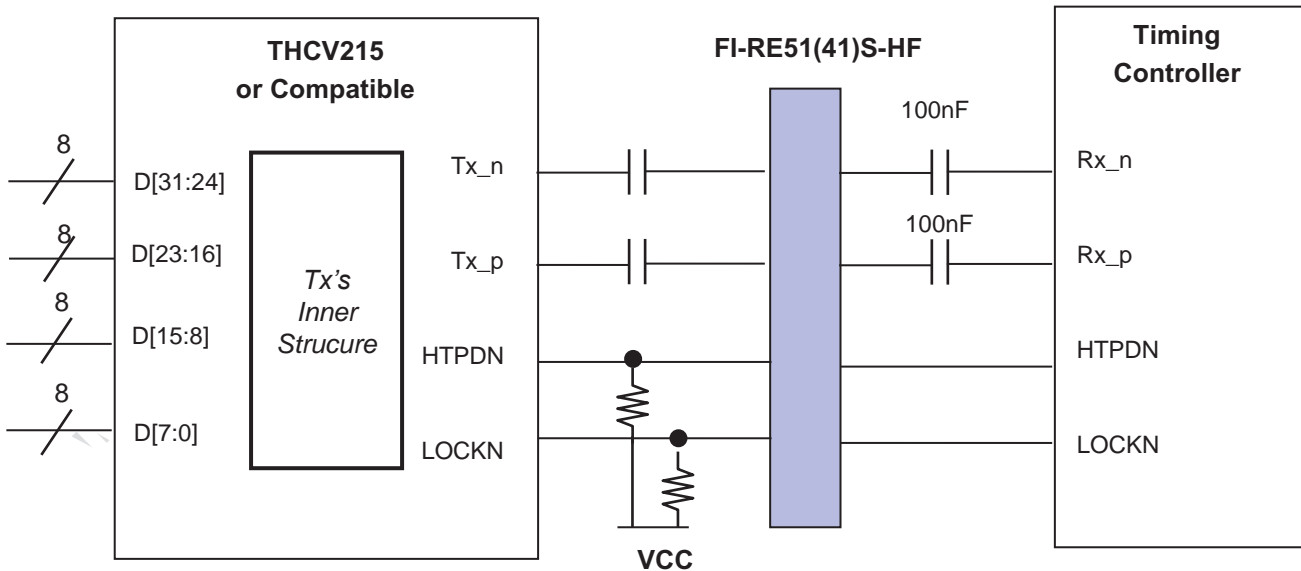 THCV215
or Compatible
FI-RE51(41)S-HF
Timing
Controller
100nF
8
D[31:24]
Tx_n
Rx_n
8
D[23:16]
Tx_p
100nF
Rx_p
Tx's
Inner
Strucure
8
D[15:8]
HTPDN
HTPDN
8
D[7:0]
LOCKN
LOCKN
VCC